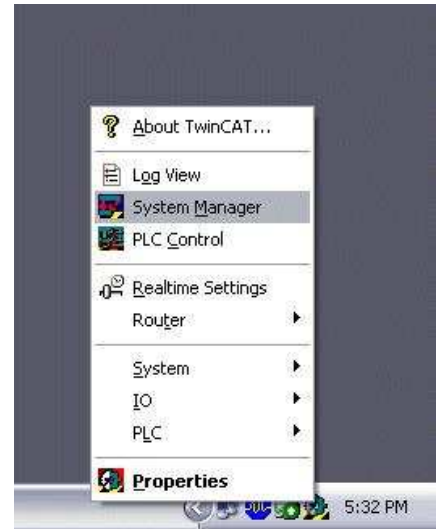 About TwinCAT...
Log View
System Manager
PLC Control
Realtime Settings
Router
System
IO
PLC
Properties
5:32 PM